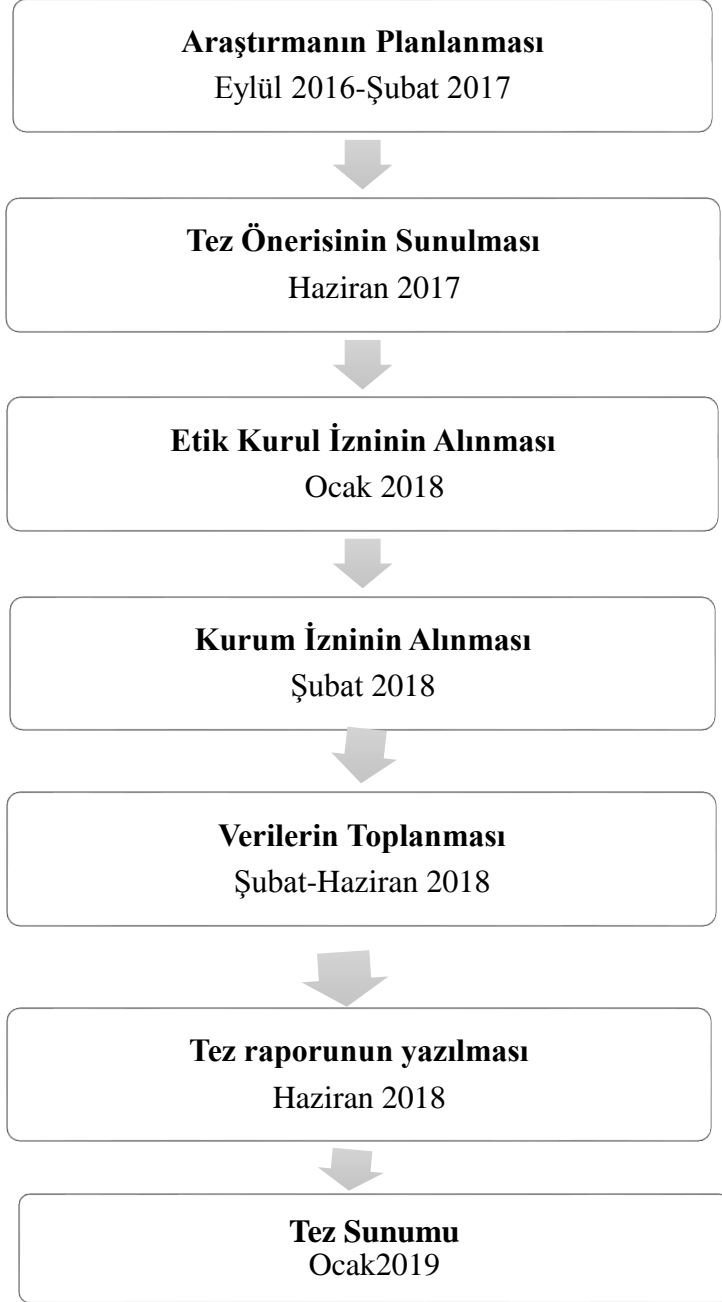 Araştırmanın Planlanması
Eylül 2016-Şubat 2017
Tez Önerisinin Sunulması
Haziran 2017
Etik Kurul İzninin Alınması
Ocak 2018
Kurum İzninin Alınması
Şubat 2018
Verilerin Toplanması
Şubat-Haziran 2018
Tez raporunun yazılması
Haziran 2018
Tez Sunumu
Ocak2019